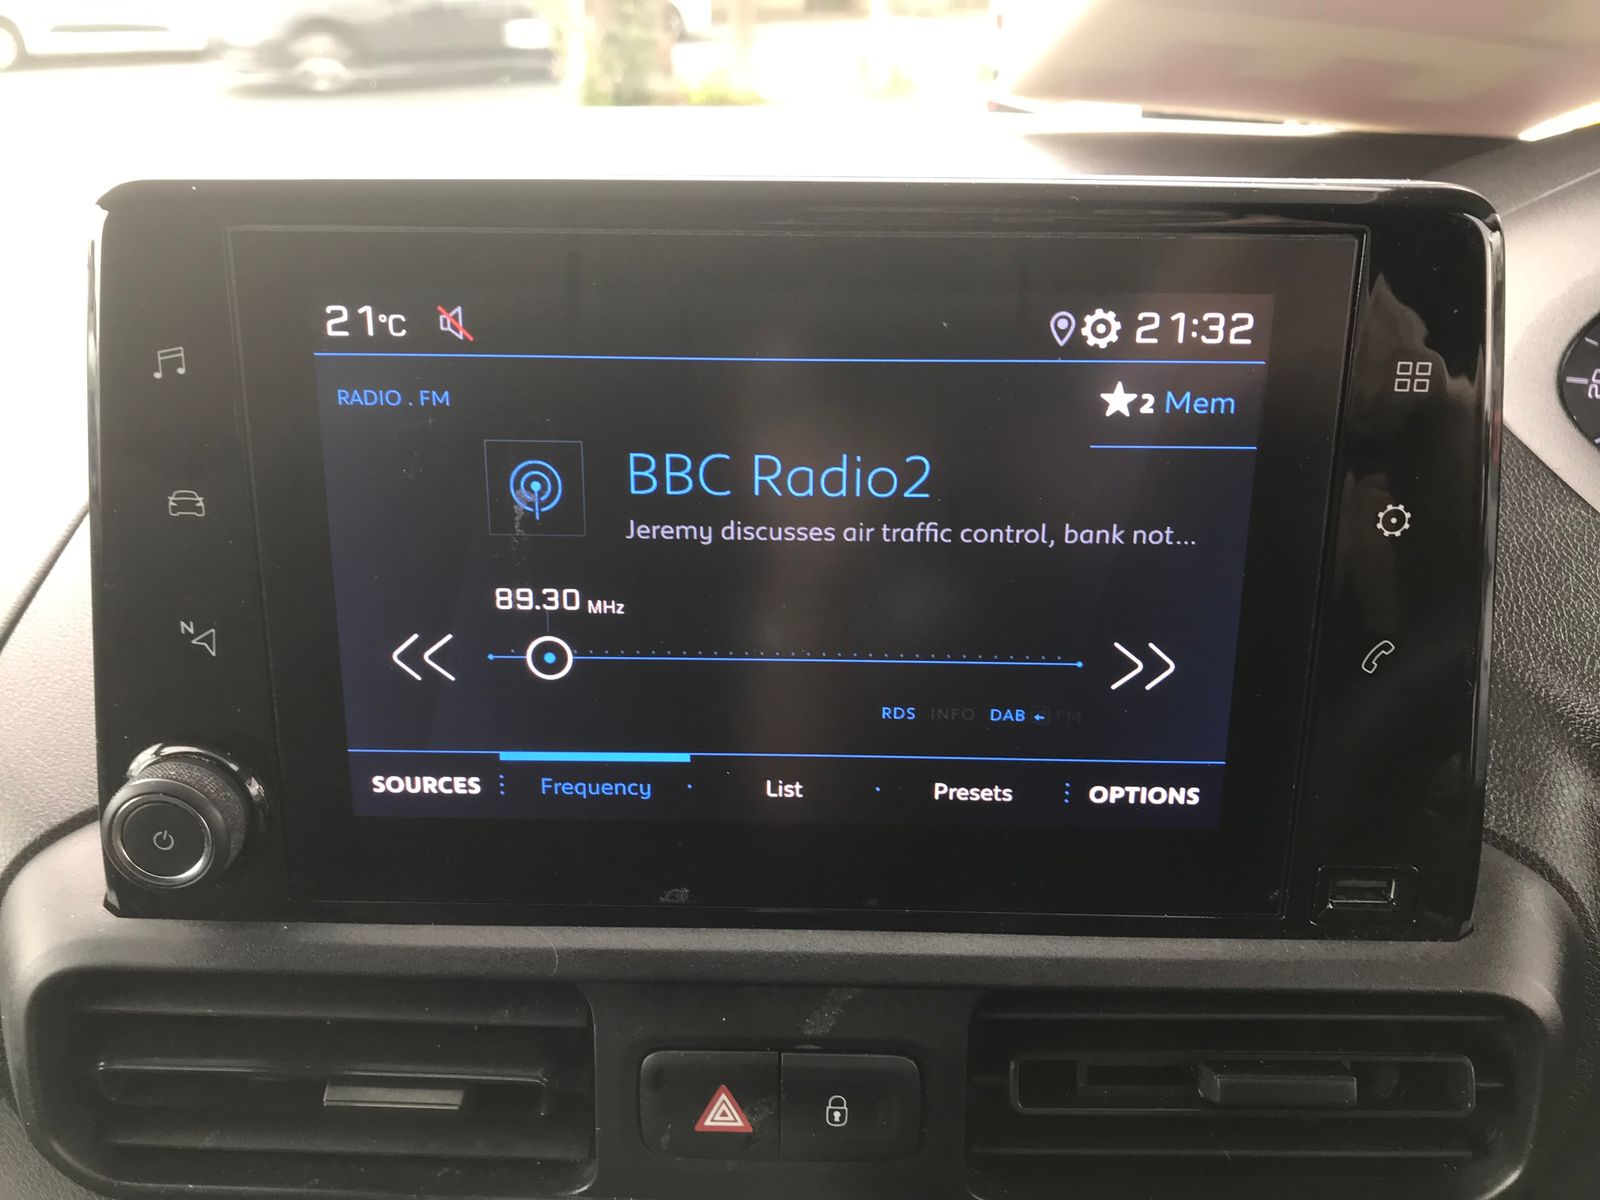 21°C 21:32
RADIO . FM
2 Mem
BBC Radio2
Jeremy discusses air traffic control, bank not...
89.30 MHz
N
RDS INFO DAB FM
SOURCES Frequency List Presets OPTIONS